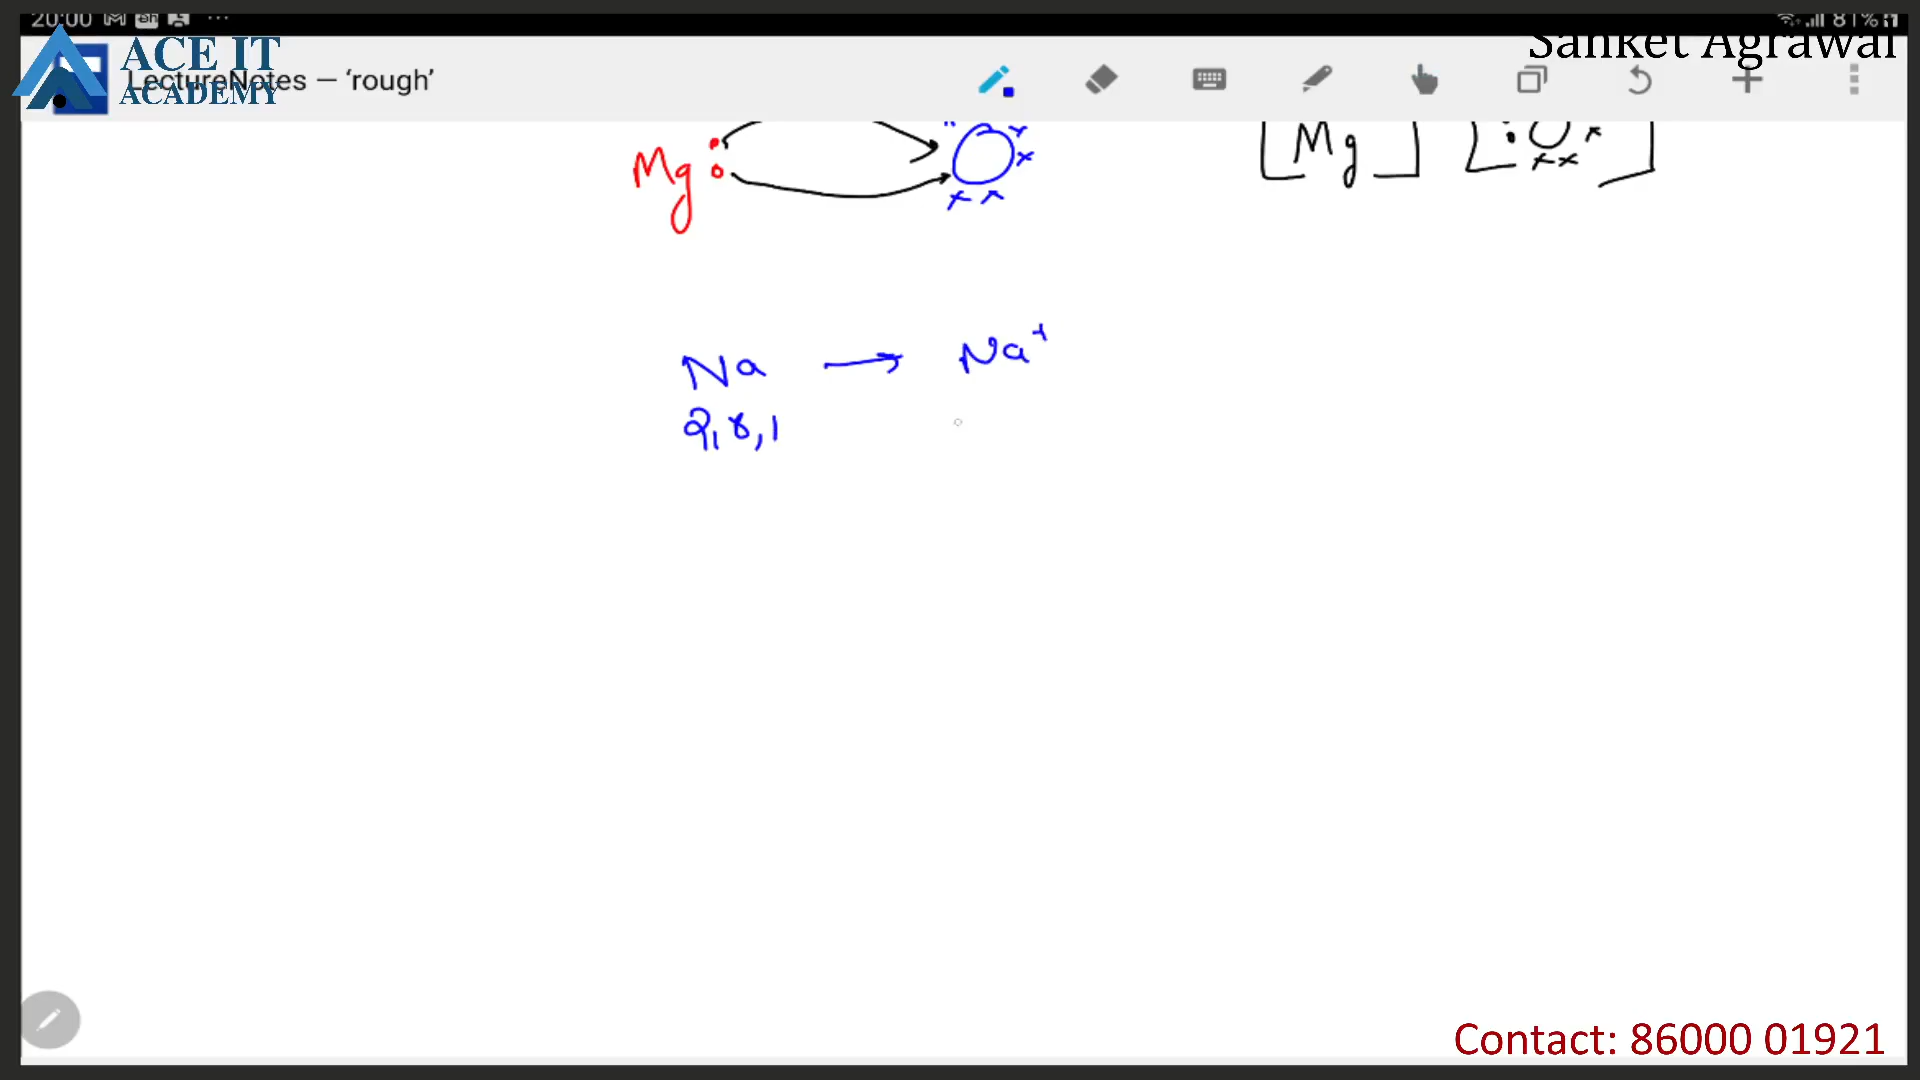 20:00 ... 81%
Sanket Agrawal
ACE IT
ACADEMY
LectureNotes — ‘rough’
Mg
[Mg] [O]
Na → Na⁺
2,8,1
Contact: 86000 01921